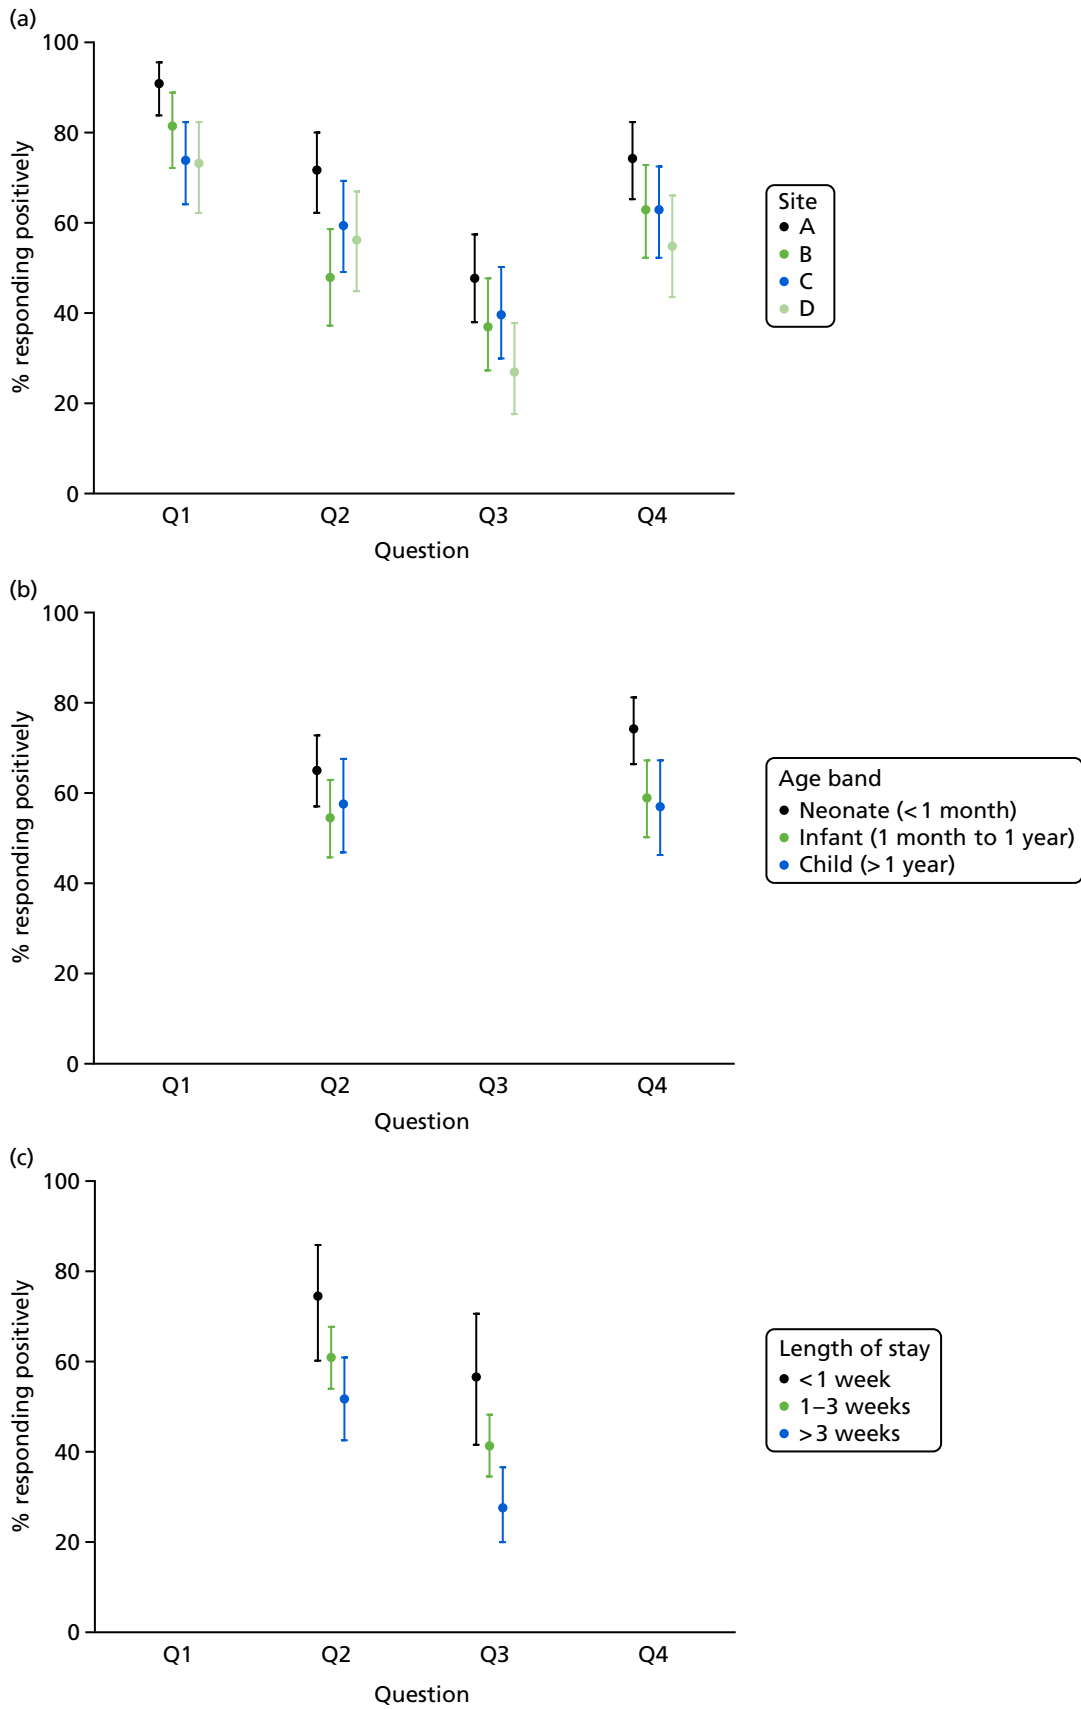 (a)
100
80
60
40
20
0
% responding positively
Q1 Q2 Q3 Q4
Question
Site
A
B
C
D
(b)
100
80
60
40
20
0
% responding positively
Q1 Q2 Q3 Q4
Question
Age band
Neonate (<1 month)
Infant (1 month to 1 year)
Child (>1 year)
(c)
100
80
60
40
20
0
% responding positively
Q1 Q2 Q3 Q4
Question
Length of stay
<1 week
1–3 weeks
>3 weeks